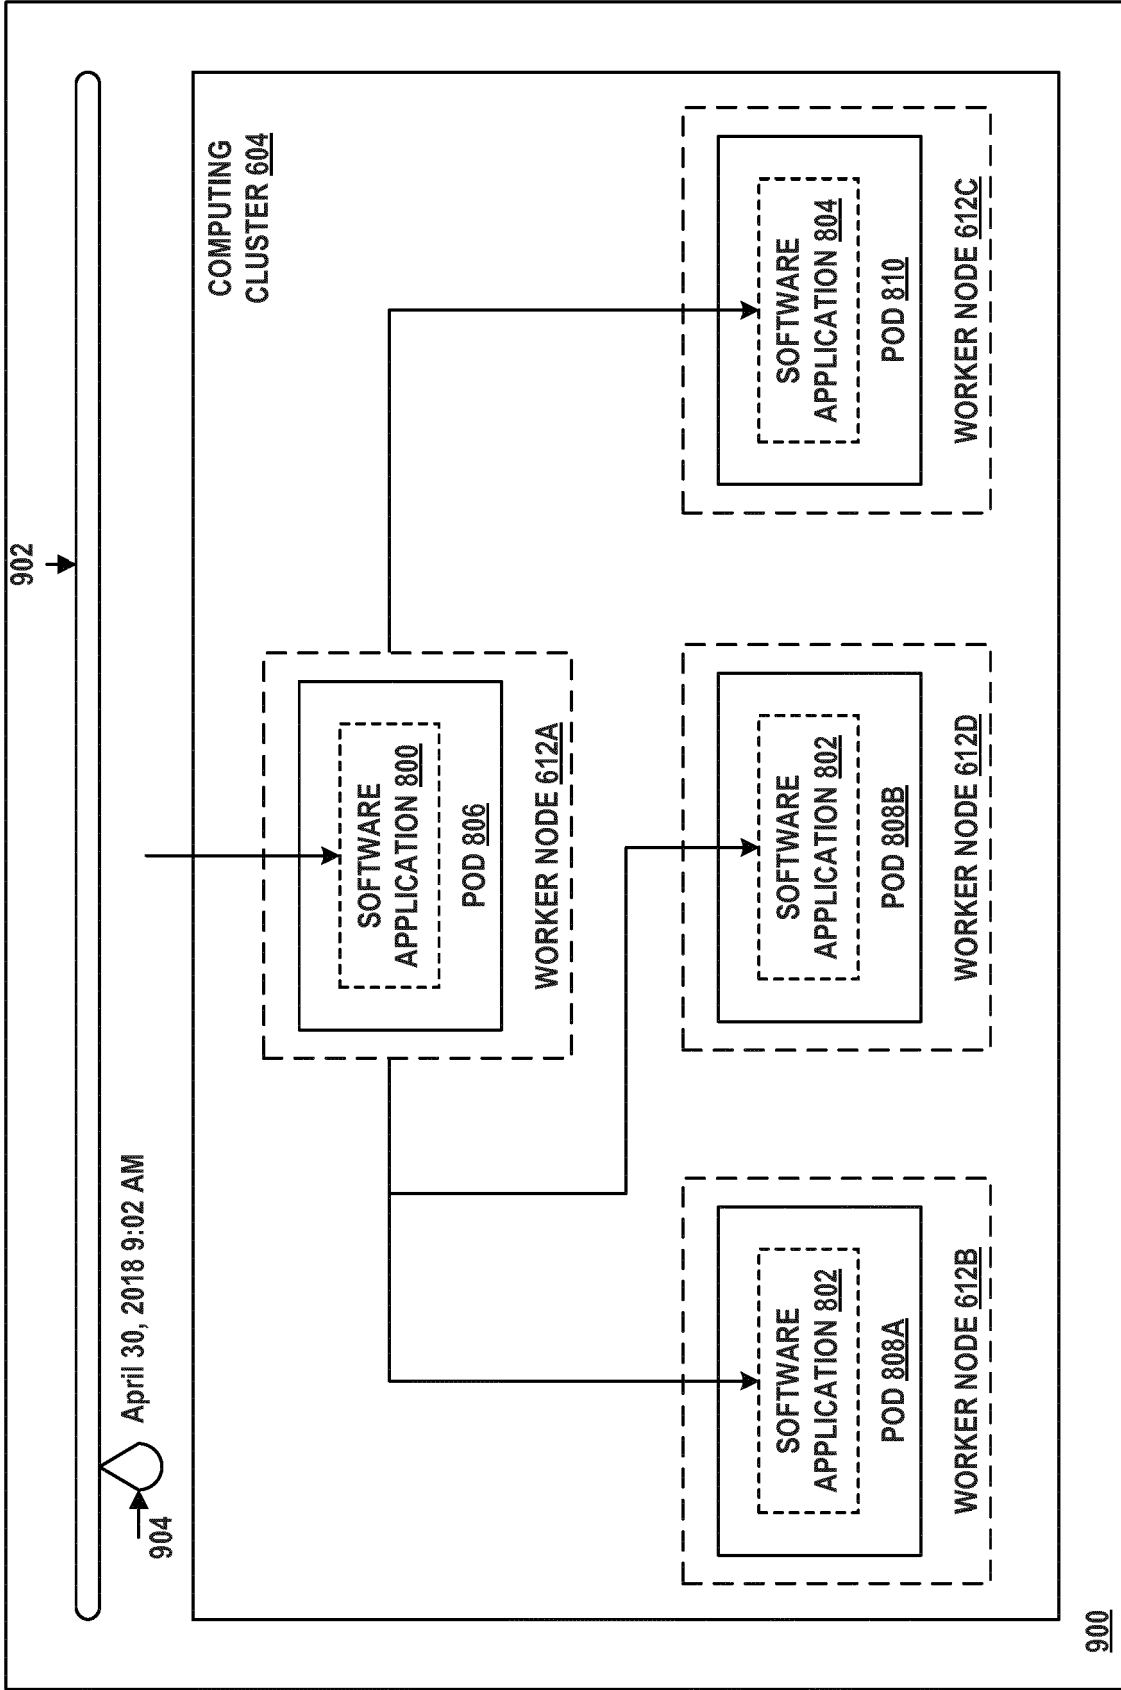 902
904
April 30, 2018 9:02 AM
COMPUTING
CLUSTER 604
SOFTWARE
APPLICATION 800
POD 806
WORKER NODE 612A
SOFTWARE
APPLICATION 802
POD 808A
WORKER NODE 612B
SOFTWARE
APPLICATION 802
POD 808B
WORKER NODE 612D
SOFTWARE
APPLICATION 804
POD 810
WORKER NODE 612C
900